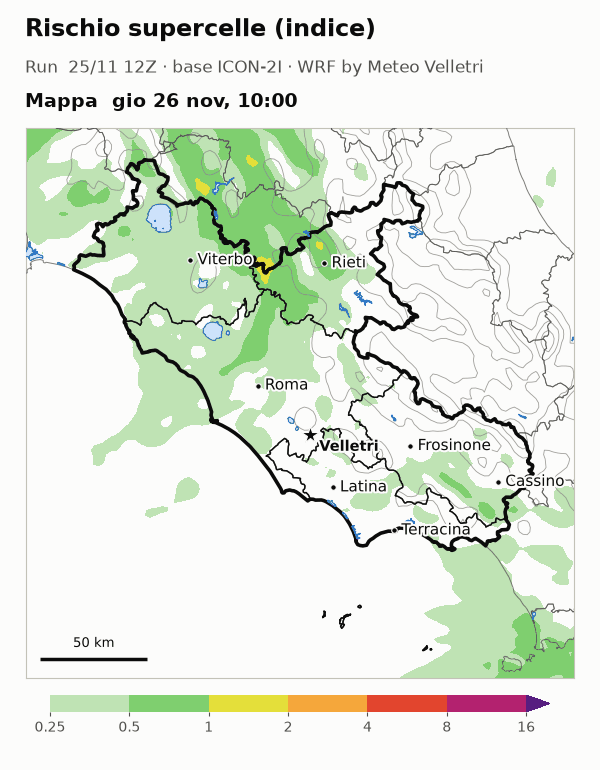 Rischio supercelle (indice)
Run  25/11 12Z · base ICON-2I · WRF by Meteo Velletri
Mappa  gio 26 nov, 10:00
Viterbo
Rieti
Roma
Velletri
Frosinone
Latina
Cassino
Terracina
50 km
0.25 0.5 1 2 4 8 16